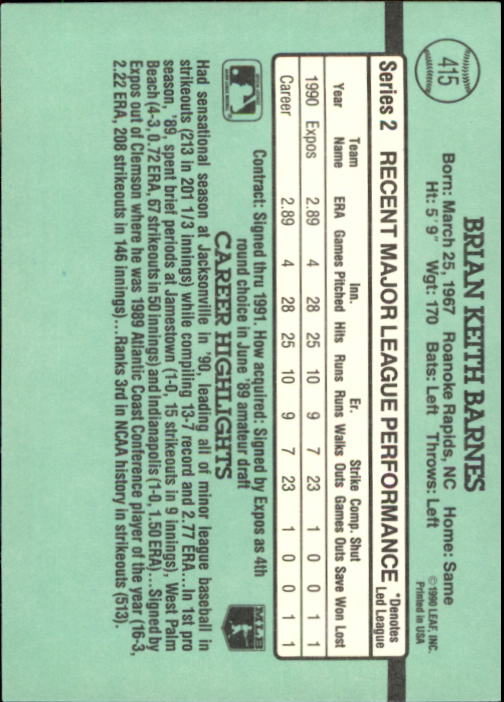 415
BRIAN KEITH BARNES
Born: March 25, 1967 Roanoke Rapids, NC Home: Same
Ht: 5' 9" Wgt: 170 Bats: Left Throws: Left
© 1990 LEAF, INC.
Printed in USA
Series 2 RECENT MAJOR LEAGUE PERFORMANCE *Denotes Led League
Team Inn. Er. Strike Comp. Shut
Year Name ERA Games Pitched Hits Runs Runs Walks Outs Games Outs Save Won Lost
1990 Expos 2.89 4 28 25 10 9 7 23 1 0 0 1 1
Career 2.89 4 28 25 10 9 7 23 1 0 0 1 1
Contract: Signed thru 1991. How acquired: Signed by Expos as 4th
round choice in June '89 amateur draft
CAREER HIGHLIGHTS
MLB
Had sensational season at Jacksonville in '90, leading all of minor league baseball in
strikeouts (213 in 201 1/3 innings) while compiling 13-7 record and 2.77 ERA...In 1st pro
season, '89, spent brief periods at Jamestown (1-0, 15 strikeouts in 9 innings), West Palm
Beach (4-3, 0.72 ERA, 67 strikeouts in 50 innings) and Indianapolis (1-0, 1.50 ERA)...Signed by
Expos out of Clemson where he was 1989 Atlantic Coast Conference player of the year (16-3,
2.22 ERA, 208 strikeouts in 146 innings)...Ranks 3rd in NCAA history in strikeouts (513).